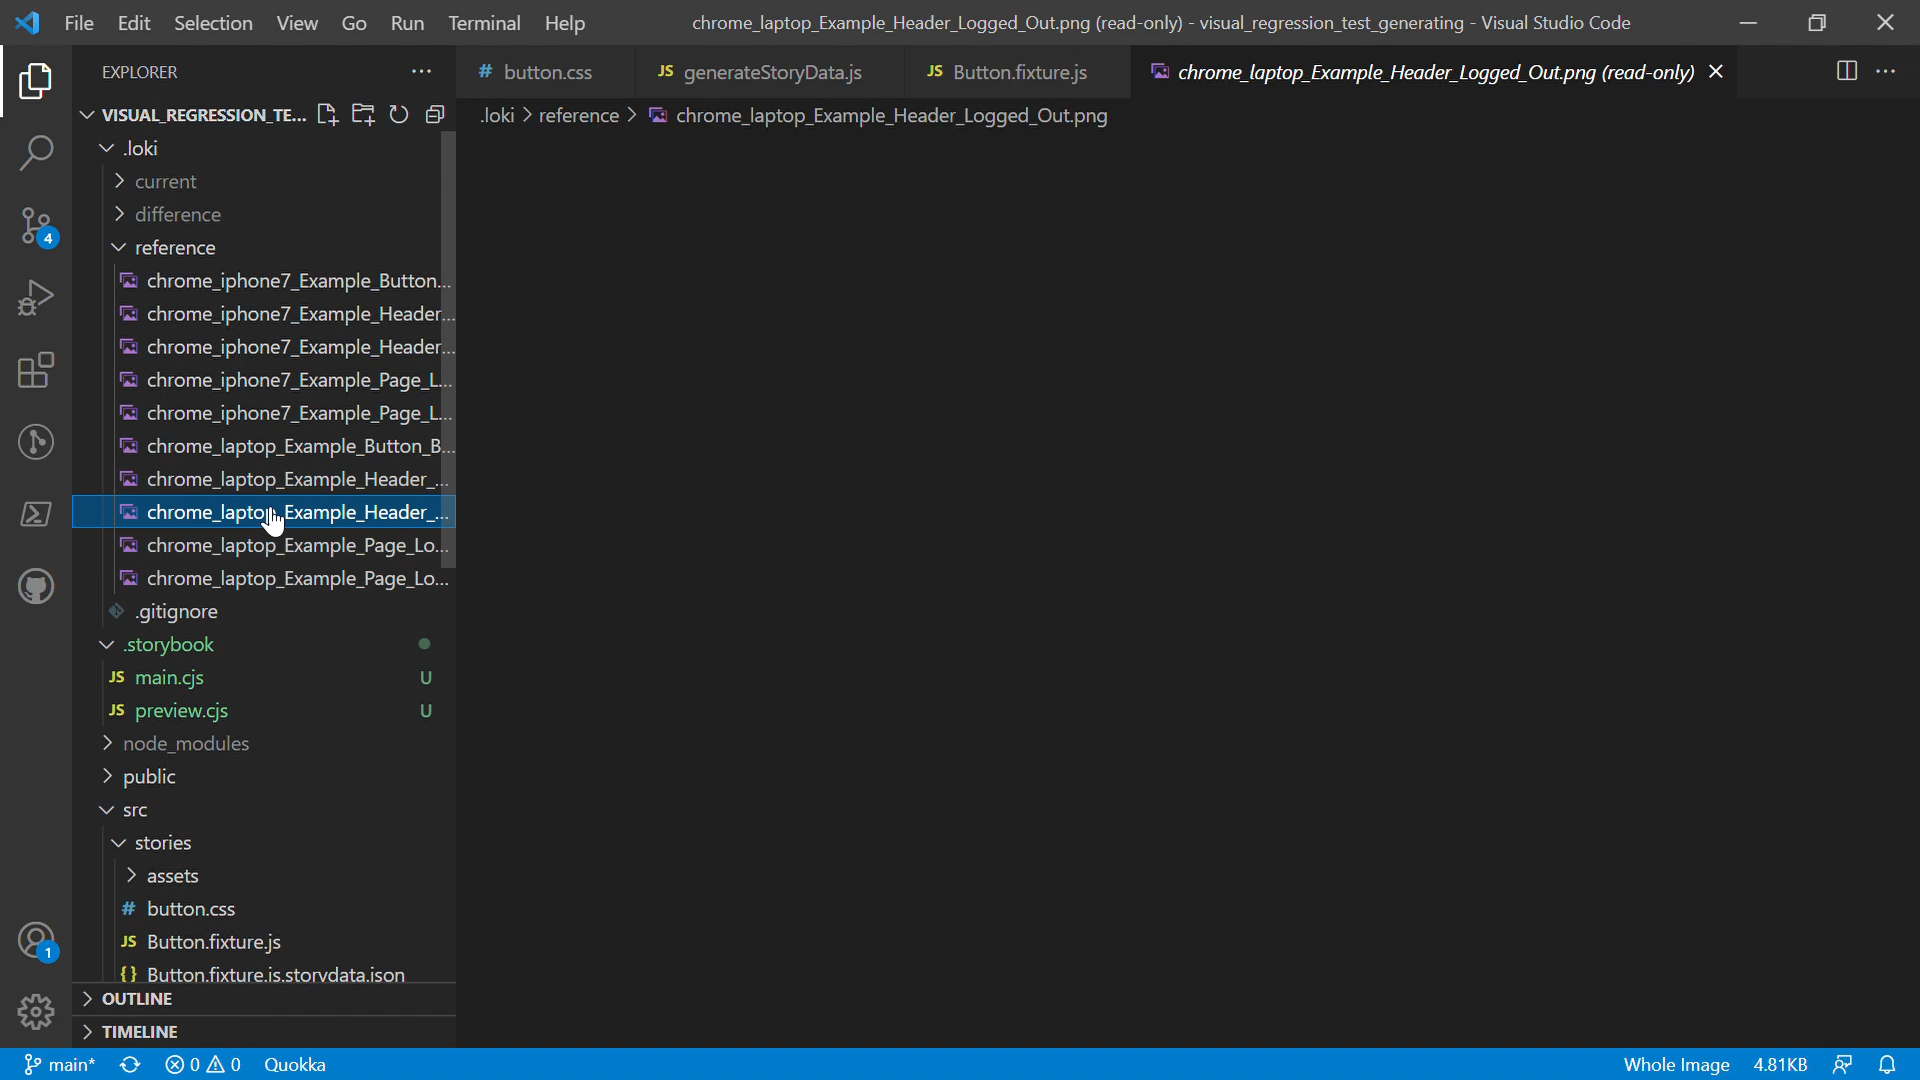 File Edit Selection View Go Run Terminal Help
chrome_laptop_Example_Header_Logged_Out.png (read-only) - visual_regression_test_generating - Visual Studio Code
EXPLORER
# button.css
JS generateStoryData.js
JS Button.fixture.js
chrome_laptop_Example_Header_Logged_Out.png (read-only)
VISUAL_REGRESSION_TE...
.loki > reference > chrome_laptop_Example_Header_Logged_Out.png
.loki
current
difference
reference
chrome_iphone7_Example_Button...
chrome_iphone7_Example_Header...
chrome_iphone7_Example_Header...
chrome_iphone7_Example_Page_L...
chrome_iphone7_Example_Page_L...
chrome_laptop_Example_Button_B...
chrome_laptop_Example_Header_...
chrome_laptop_Example_Header_...
chrome_laptop_Example_Page_Lo...
chrome_laptop_Example_Page_Lo...
.gitignore
.storybook
JS main.cjs U
JS preview.cjs U
node_modules
public
src
stories
assets
# button.css
JS Button.fixture.js
{} Button.fixture.js.storydata.json
OUTLINE
TIMELINE
4
1
main* 0 0 Quokka
Whole Image 4.81KB